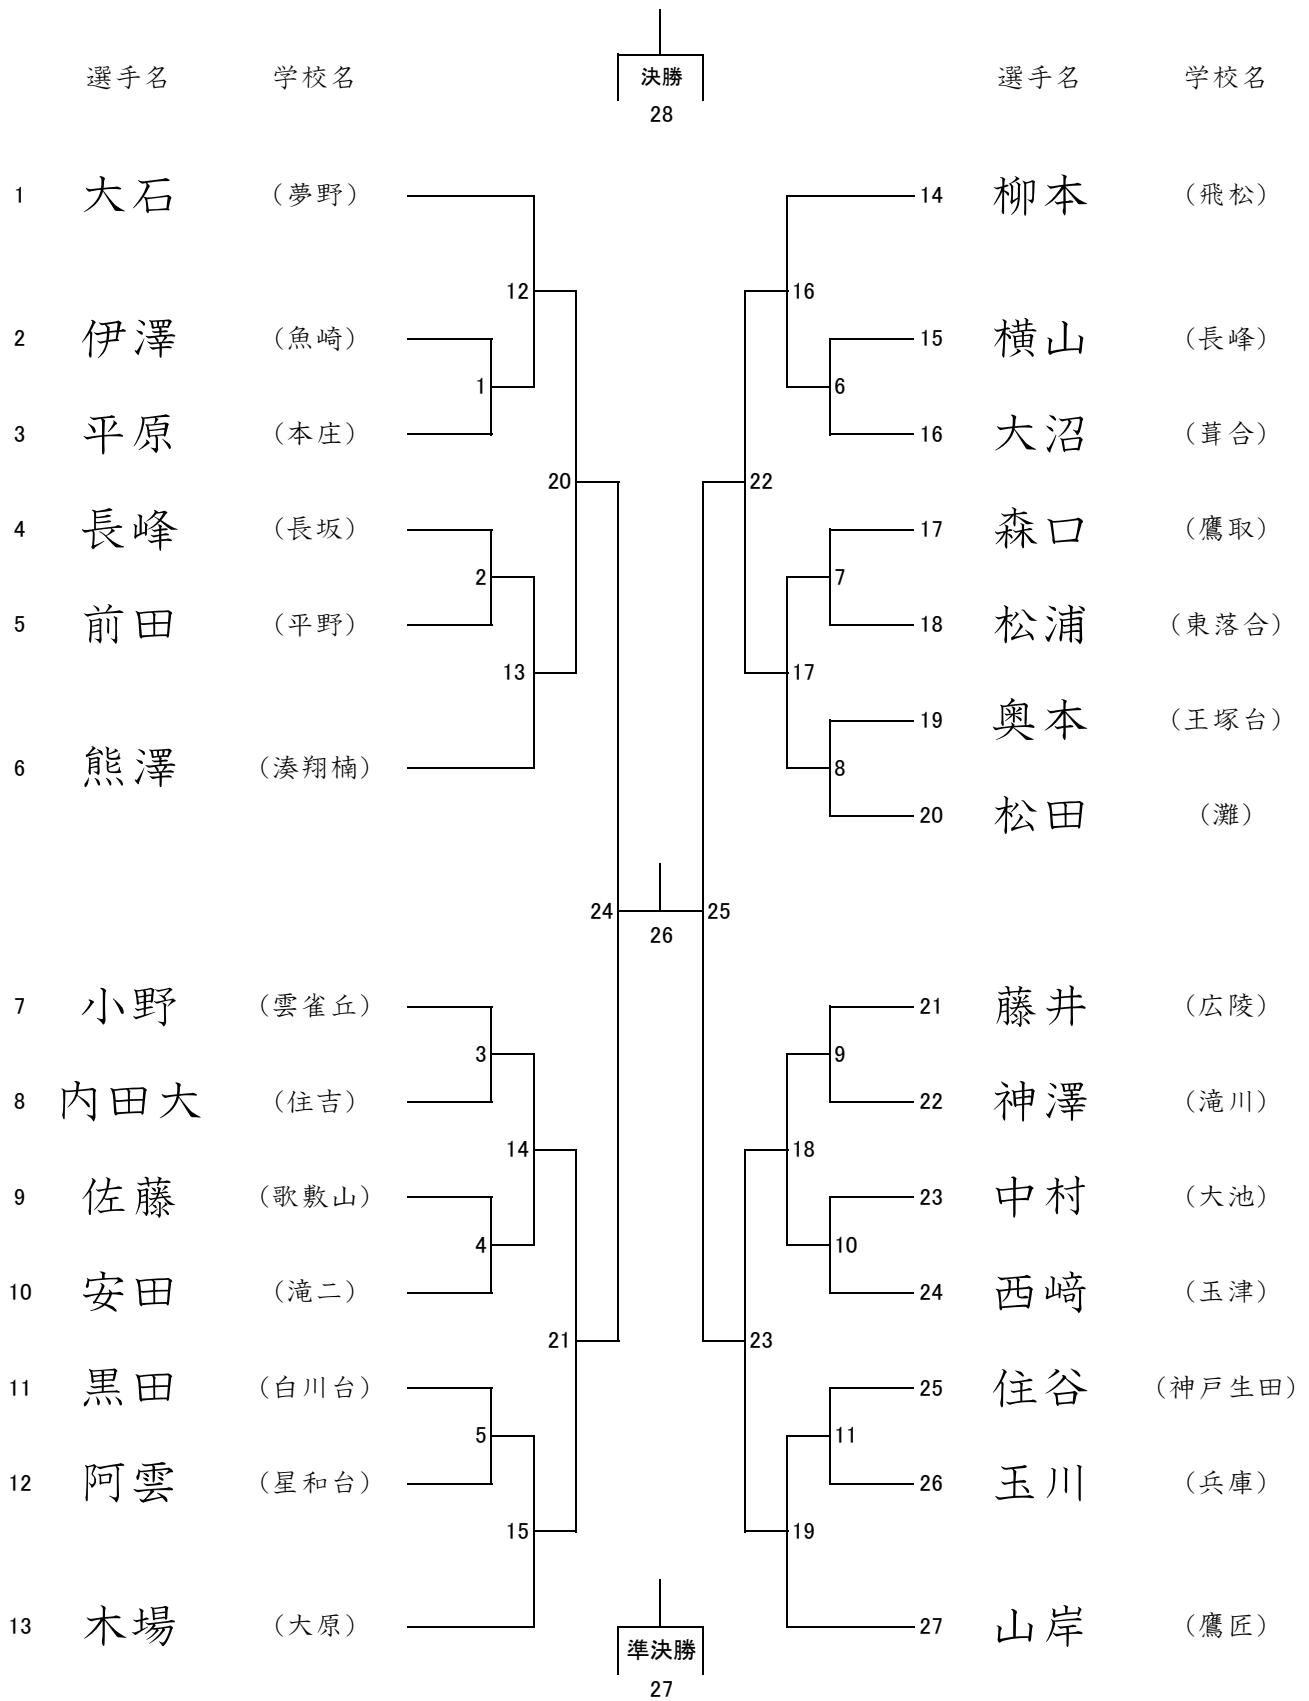 選手名 学校名 決勝 選手名 学校名
28
1 大石 （夢野） 14 柳本 （飛松）
12 16
2 伊澤 （魚崎） 15 横山 （長峰）
1 6
3 平原 （本庄） 16 大沼 （葺合）
20 22
4 長峰 （長坂） 17 森口 （鷹取）
2 7
5 前田 （平野） 18 松浦 （東落合）
13 17
19 奥本 （王塚台）
6 熊澤 （湊翔楠） 8
20 松田 （灘）
24 25
26
7 小野 （雲雀丘） 21 藤井 （広陵）
3 9
8 内田大 （住吉） 22 神澤 （滝川）
14 18
9 佐藤 （歌敷山） 23 中村 （大池）
4 10
10 安田 （滝二） 24 西﨑 （玉津）
21 23
11 黒田 （白川台） 25 住谷 （神戸生田）
5 11
12 阿雲 （星和台） 26 玉川 （兵庫）
15 19
13 木場 （大原） 27 山岸 （鷹匠）
準決勝
27